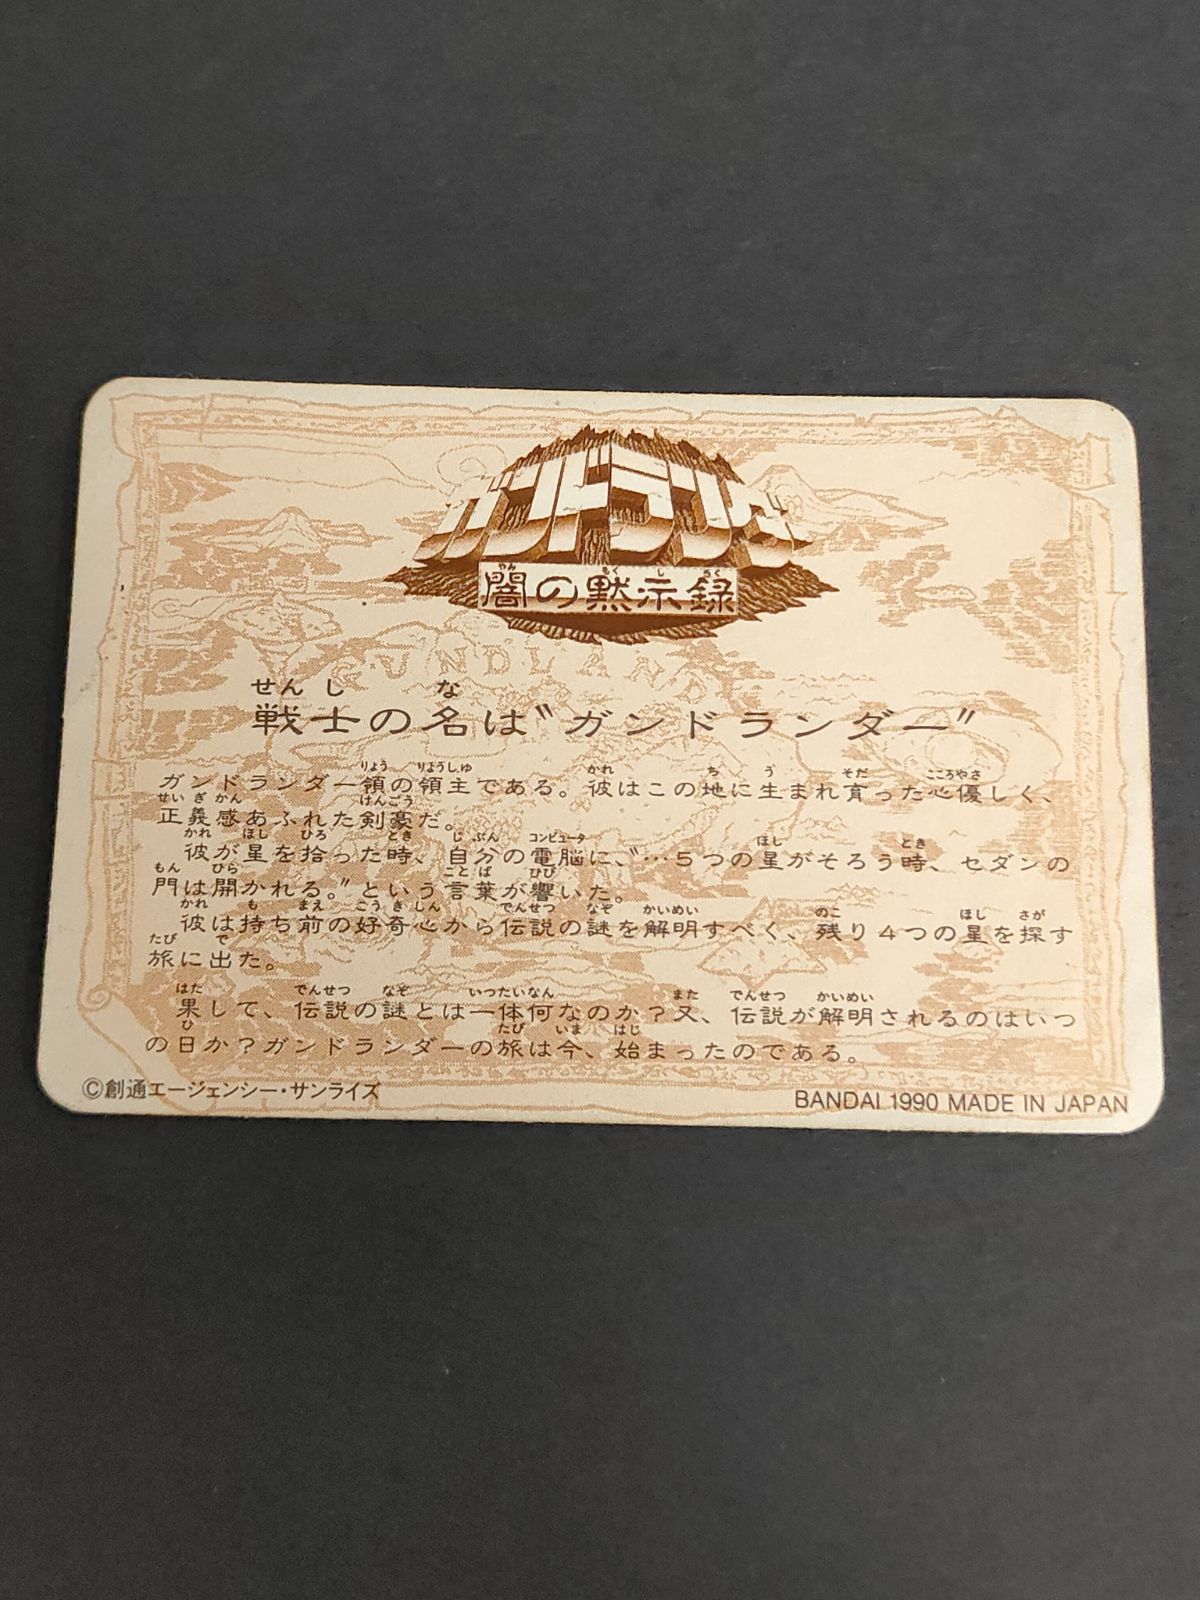 ガンドランダー
闇の黙示録
GUNDLAND
戦士の名は〝ガンドランダー〟
ガンドランダー領の領主である。彼はこの地に生まれ育った心優しく、
正義感あふれた剣豪だ。
彼が星を拾った時、自分の電脳に、〝…5つの星がそろう時、セダンの
門は開かれる。〟という言葉が響いた。
彼は持ち前の好奇心から伝説の謎を解明すべく、残り4つの星を探す
旅に出た。
果して、伝説の謎とは一体何なのか?又、伝説が解明されるのはいつ
の日か?ガンドランダーの旅は今、始まったのである。
©創通エージェンシー・サンライズ
BANDAI 1990 MADE IN JAPAN